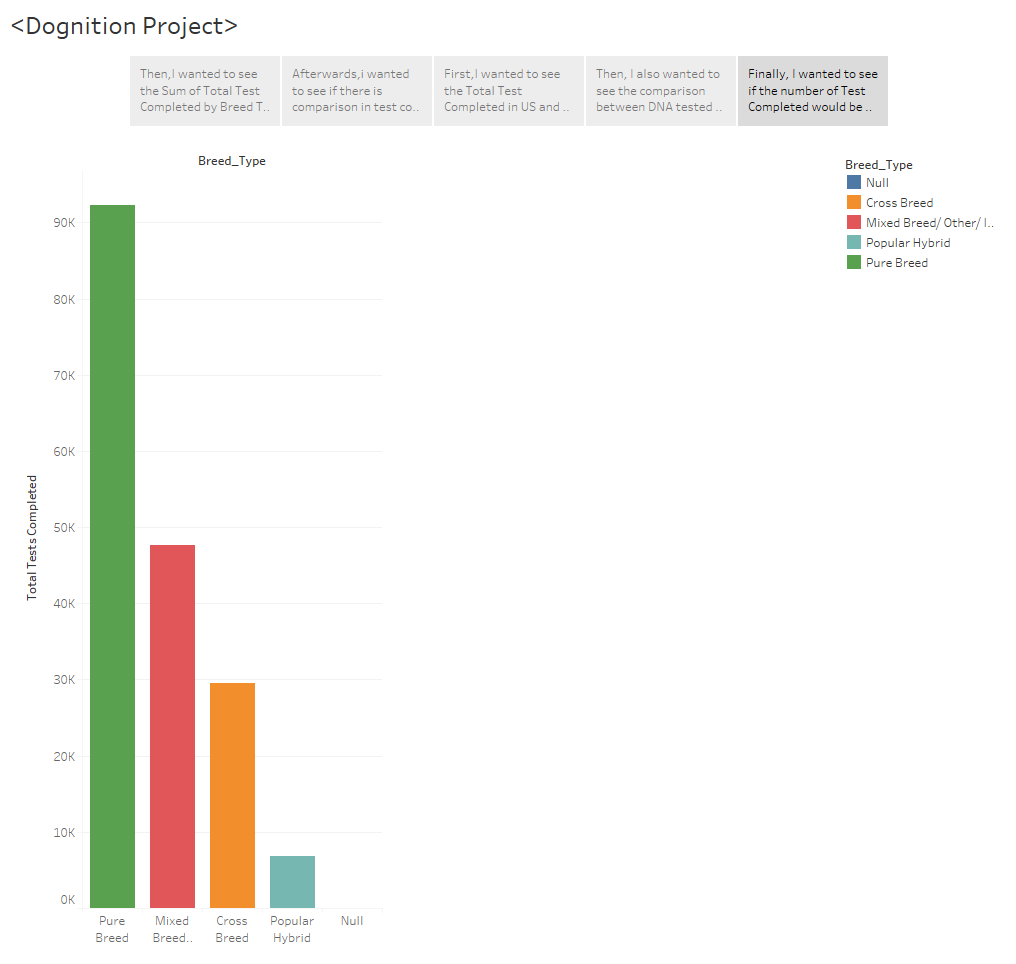 <Dognition Project>
Then,I wanted to see
the Sum of Total Test
Completed by Breed T..
Afterwards,i wanted
to see if there is
comparison in test co..
First,I wanted to see
the Total Test
Completed in US and ..
Then, I also wanted to
see the comparison
between DNA tested ..
Finally, I wanted to see
if the number of Test
Completed would be ..
Breed_Type
90K
80K
70K
60K
50K
40K
30K
20K
10K
0K
Total Tests Completed
Pure
Breed
Mixed
Breed..
Cross
Breed
Popular
Hybrid
Null
Breed_Type
Null
Cross Breed
Mixed Breed/ Other/ I..
Popular Hybrid
Pure Breed